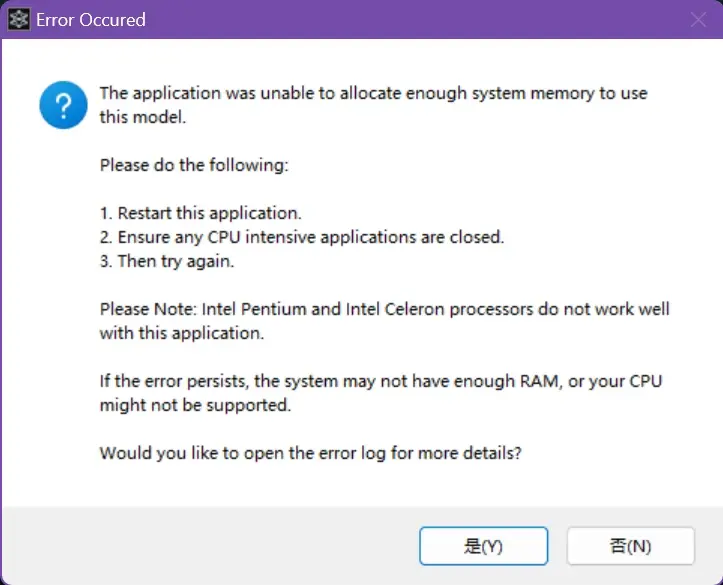 Error Occured
The application was unable to allocate enough system memory to use
this model.
Please do the following:
1. Restart this application.
2. Ensure any CPU intensive applications are closed.
3. Then try again.
Please Note: Intel Pentium and Intel Celeron processors do not work well
with this application.
If the error persists, the system may not have enough RAM, or your CPU
might not be supported.
Would you like to open the error log for more details?
是(Y)
否(N)